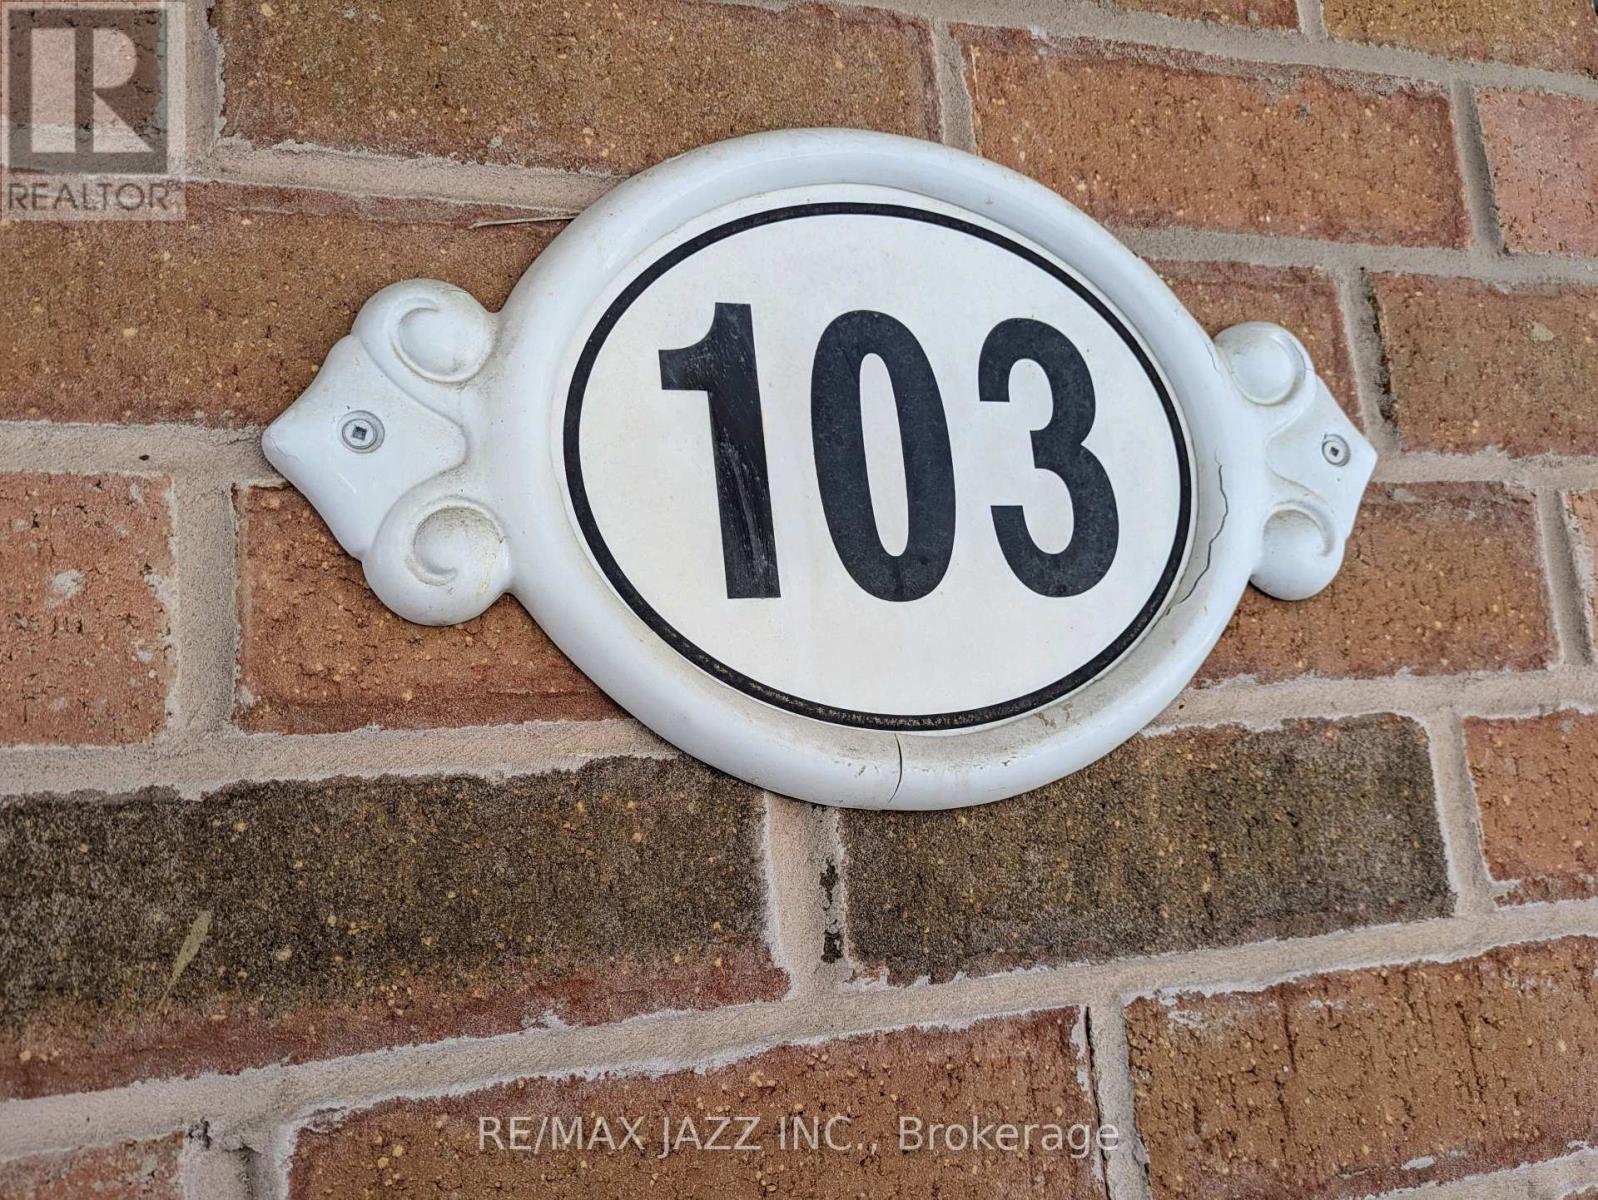 R
REALTOR®
103
RE/MAX JAZZ INC., Brokerage